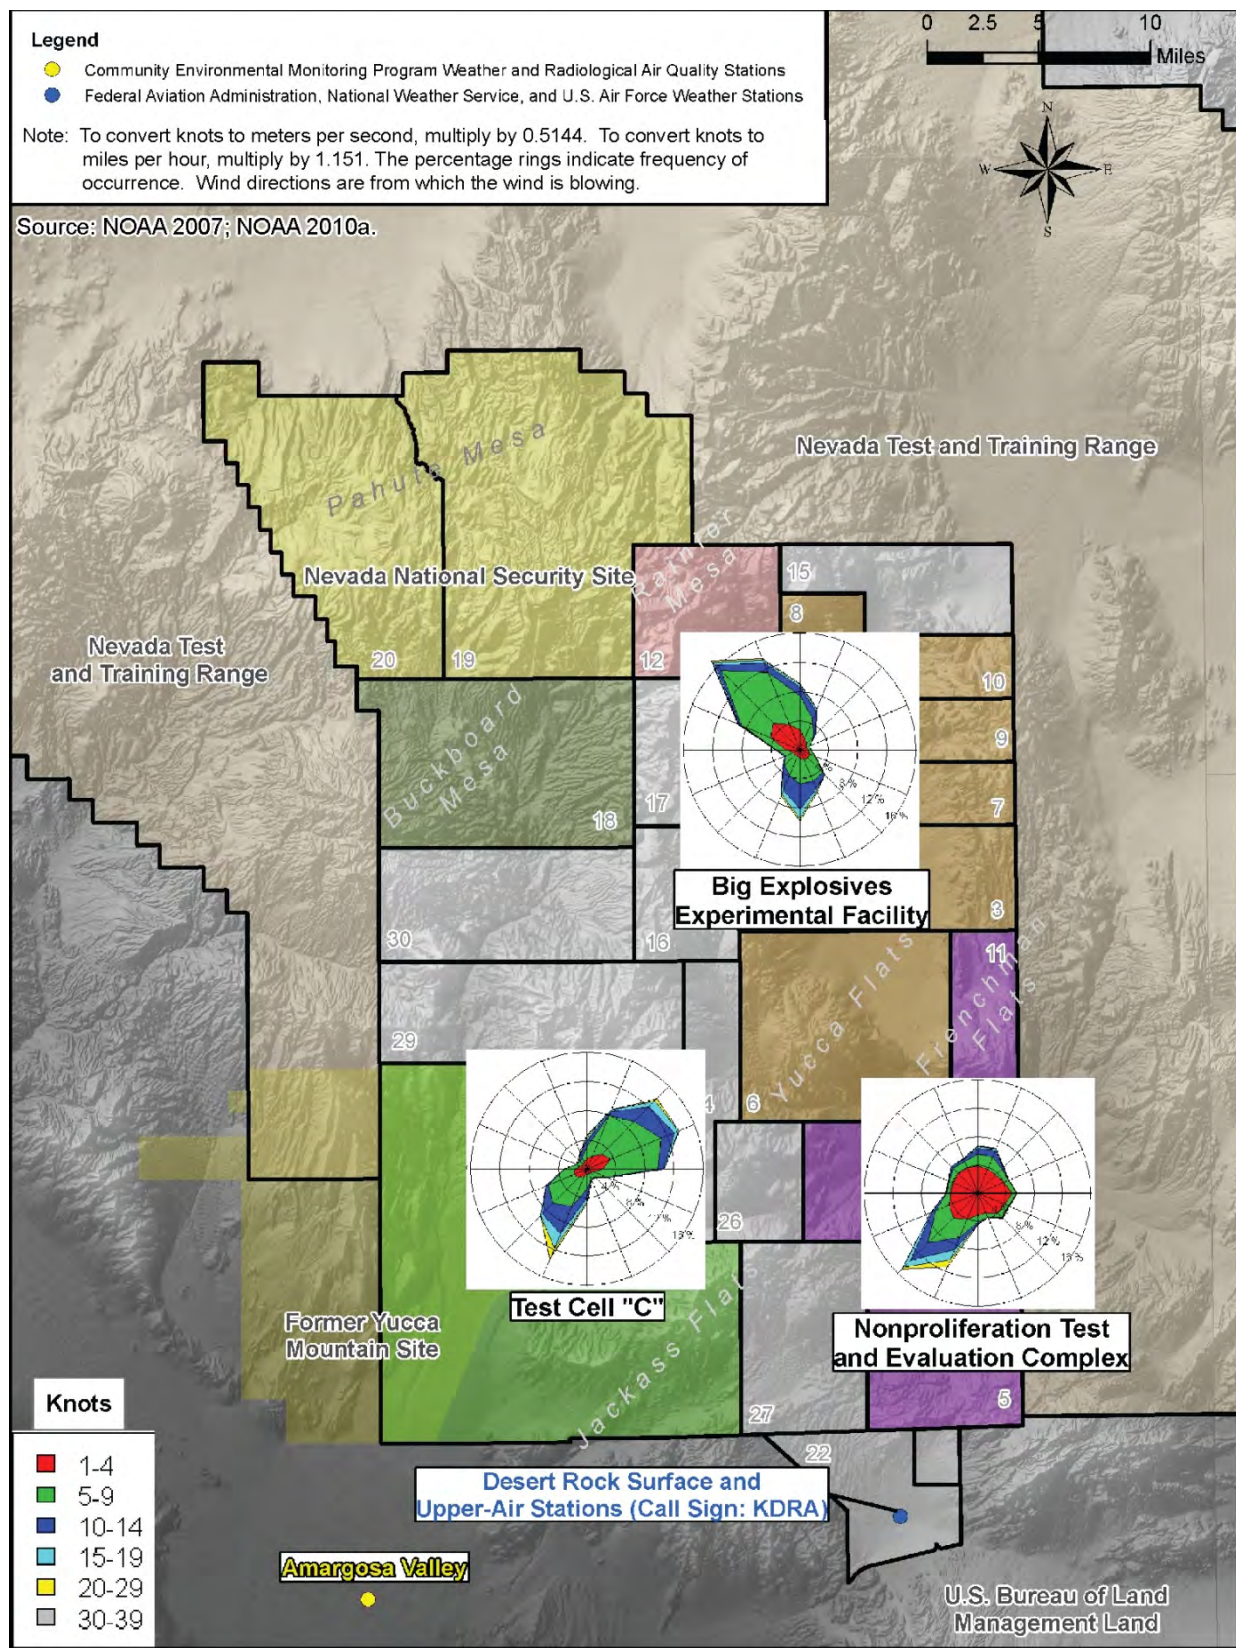 Legend
Community Environmental Monitoring Program Weather and Radiological Air Quality Stations
Federal Aviation Administration, National Weather Service, and U.S. Air Force Weather Stations
Note: To convert knots to meters per second, multiply by 0.5144. To convert knots to
miles per hour, multiply by 1.151. The percentage rings indicate frequency of
occurrence. Wind directions are from which the wind is blowing.
Source: NOAA 2007; NOAA 2010a.
0 2.5 5 10
Miles
N
W E
S
Nevada Test and Training Range
Pahute Mesa
Rainier
Mesa
Nevada National Security Site
15
8
Nevada Test
and Training Range
20
19
12
10
9
7
Buckboard
Mesa
17
18
8 %
12 %
16 %
Big Explosives
Experimental Facility
3
30
16
11
Yucca Flats
Frenchman
Flats
29
4
6
4 %
8 %
26
8 %
12 %
Test Cell "C"
Former Yucca
Mountain Site
Jackass Flat
Nonproliferation Test
and Evaluation Complex
5
27
22
Knots
1-4
5-9
10-14
15-19
20-29
30-39
Desert Rock Surface and
Upper-Air Stations (Call Sign: KDRA)
Amargosa Valley
U.S. Bureau of Land
Management Land